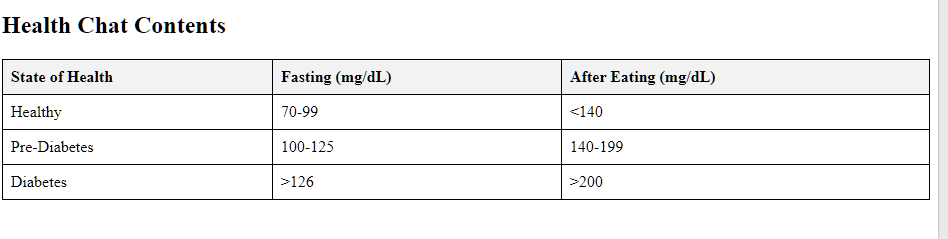 Health Chat Contents
State of Health Fasting (mg/dL) After Eating (mg/dL)
Healthy 70-99 <140
Pre-Diabetes 100-125 140-199
Diabetes >126 >200